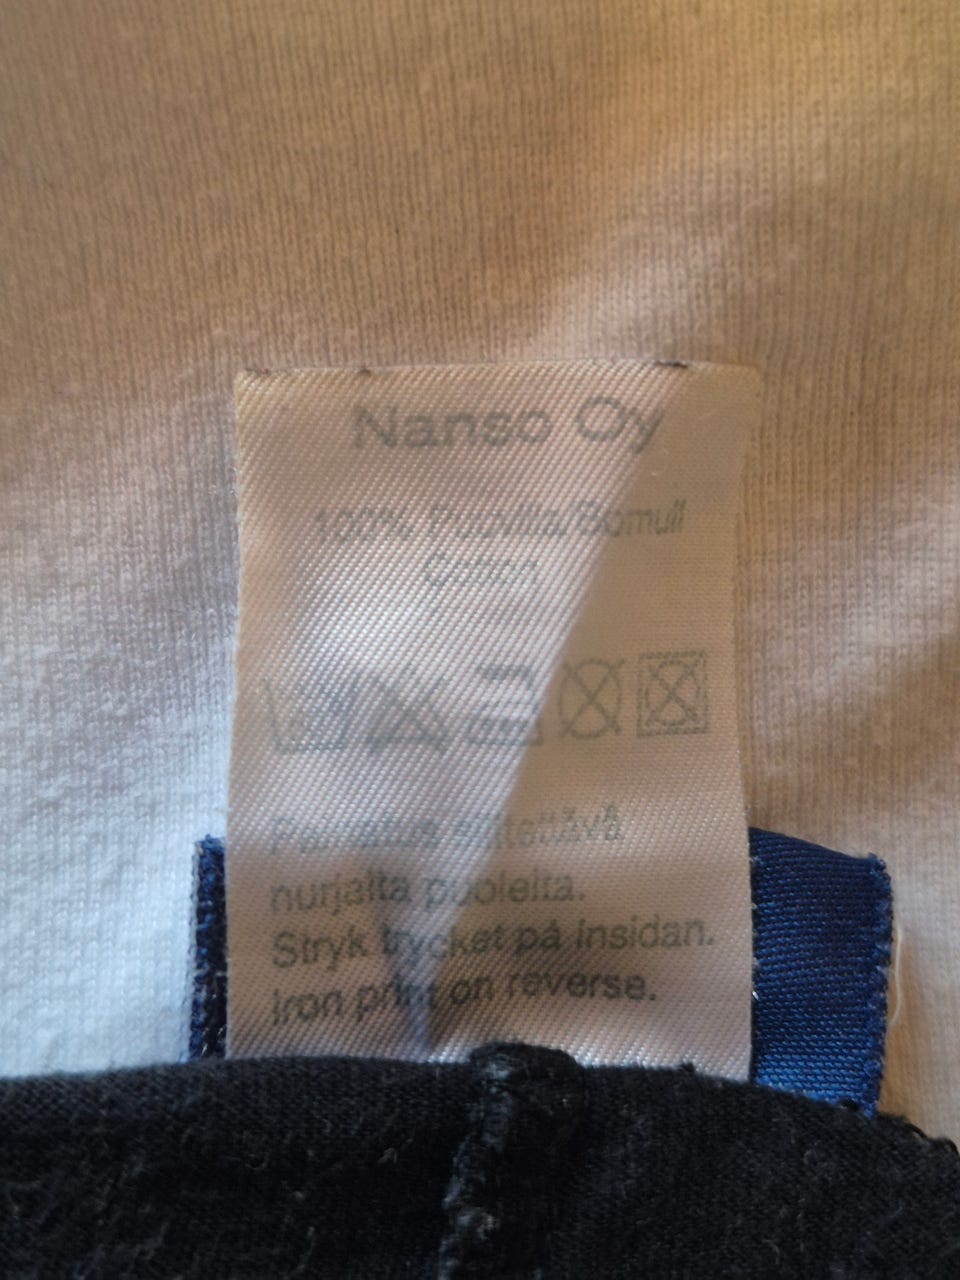 Nanso Oy
100% Puuvilla/Bomull
Cotton
Painatus silitettävä
nurjalta puolelta.
Stryk trycket på insidan.
Iron print on reverse.